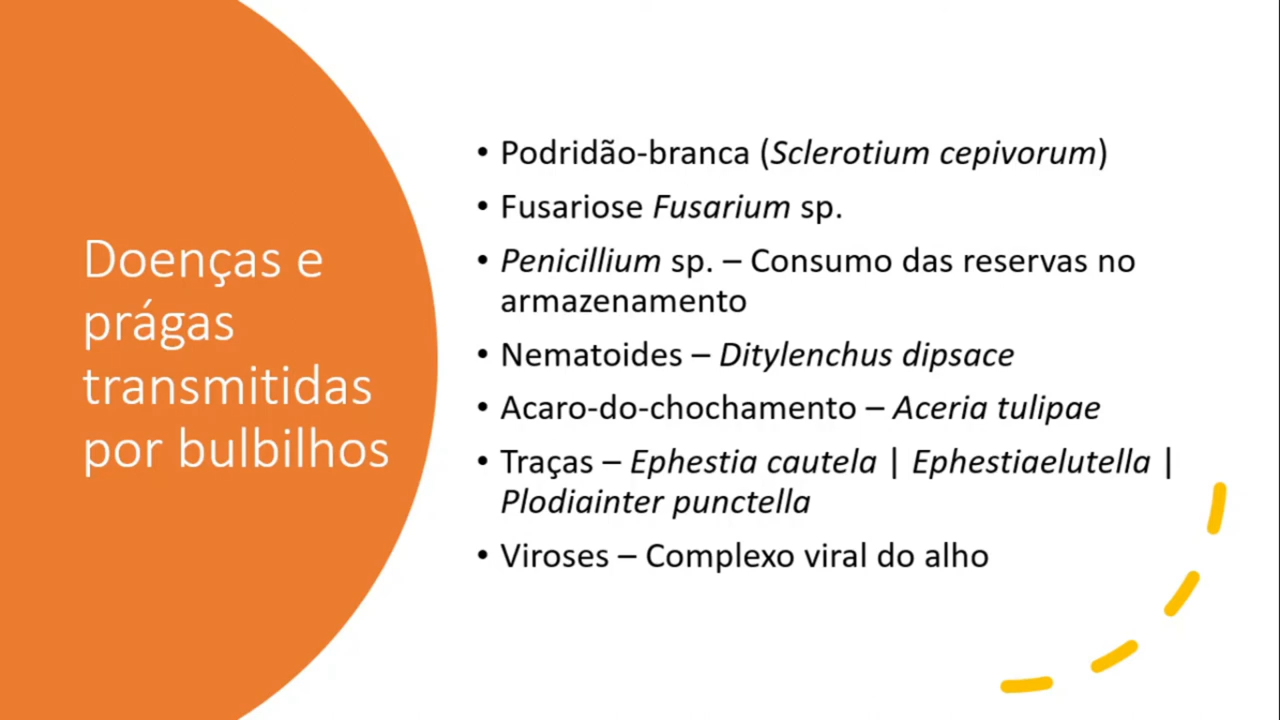 Doenças e
prágas
transmitidas
por bulbilhos
• Podridão-branca (Sclerotium cepivorum)
• Fusariose Fusarium sp.
• Penicillium sp. – Consumo das reservas no
armazenamento
• Nematoides – Ditylenchus dipsace
• Acaro-do-chochamento – Aceria tulipae
• Traças – Ephestia cautela | Ephestiaelutella |
Plodiainter punctella
• Viroses – Complexo viral do alho